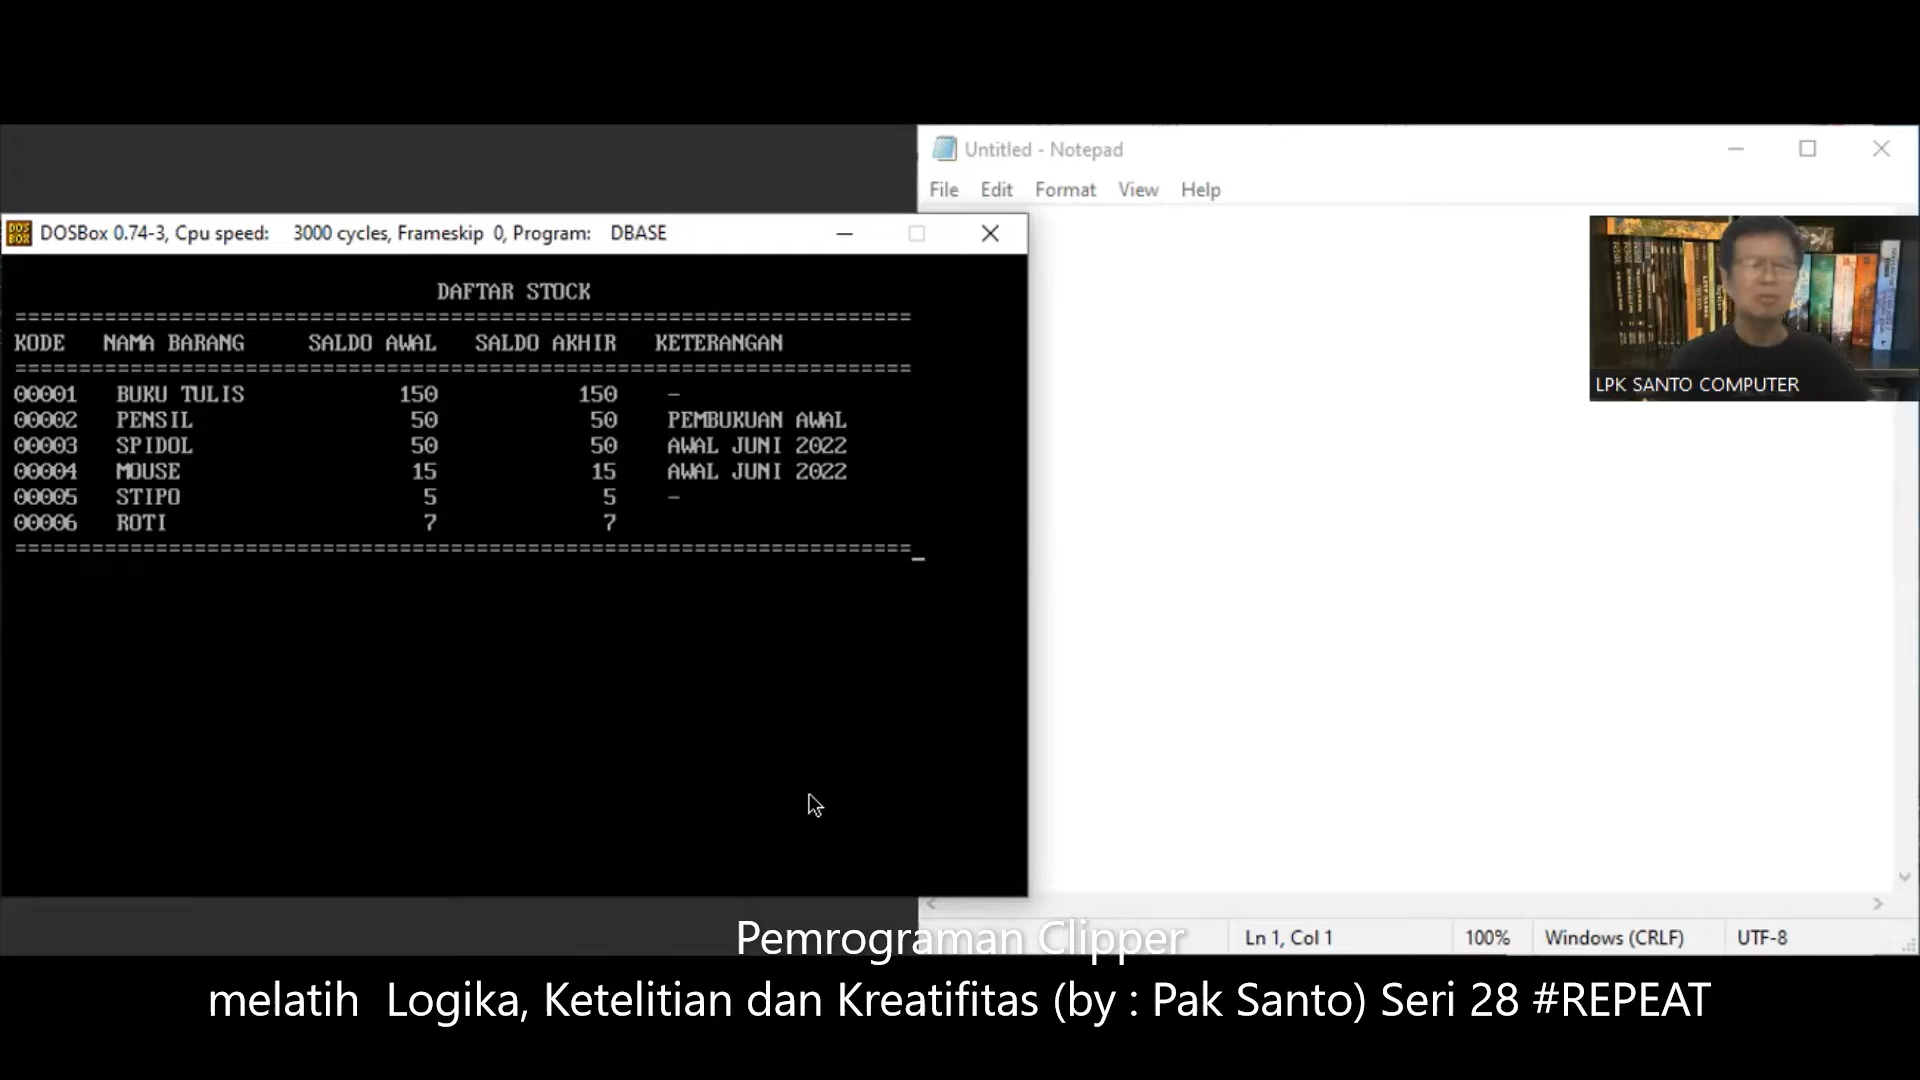 Untitled - Notepad
File Edit Format View Help
DOSBox 0.74-3, Cpu speed: 3000 cycles, Frameskip 0, Program: DBASE
DAFTAR STOCK
======================================================================
KODE NAMA BARANG SALDO AWAL SALDO AKHIR KETERANGAN
======================================================================
00001 BUKU TULIS 150 150 -
00002 PENSIL 50 50 PEMBUKUAN AWAL
00003 SPIDOL 50 50 AWAL JUNI 2022
00004 MOUSE 15 15 AWAL JUNI 2022
00005 STIPO 5 5 -
00006 ROTI 7 7
======================================================================_
LPK SANTO COMPUTER
Ln 1, Col 1 100% Windows (CRLF) UTF-8
Pemrograman Clipper
melatih Logika, Ketelitian dan Kreatifitas (by : Pak Santo) Seri 28 #REPEAT